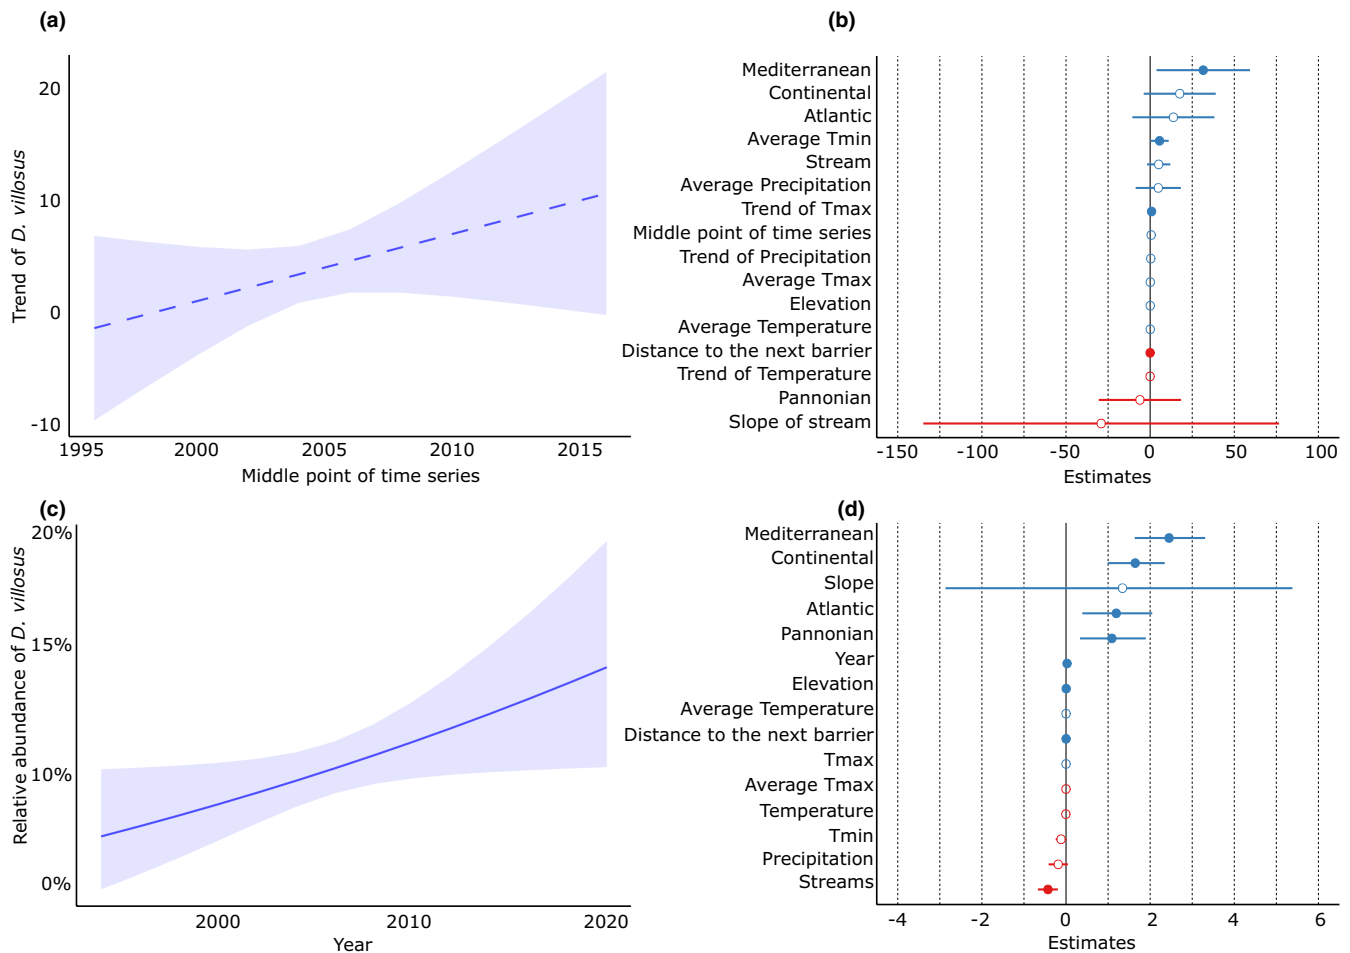 (a)
Trend of D. villosus
20
10
0
-10
1995 2000 2005 2010 2015
Middle point of time series
(b)
Mediterranean
Continental
Atlantic
Average Tmin
Stream
Average Precipitation
Trend of Tmax
Middle point of time series
Trend of Precipitation
Average Tmax
Elevation
Average Temperature
Distance to the next barrier
Trend of Temperature
Pannonian
Slope of stream
-150 -100 -50 0 50 100
Estimates
(c)
Relative abundance of D. villosus
20%
15%
10%
0%
2000 2010 2020
Year
(d)
Mediterranean
Continental
Slope
Atlantic
Pannonian
Year
Elevation
Average Temperature
Distance to the next barrier
Tmax
Average Tmax
Temperature
Tmin
Precipitation
Streams
-4 -2 0 2 4 6
Estimates